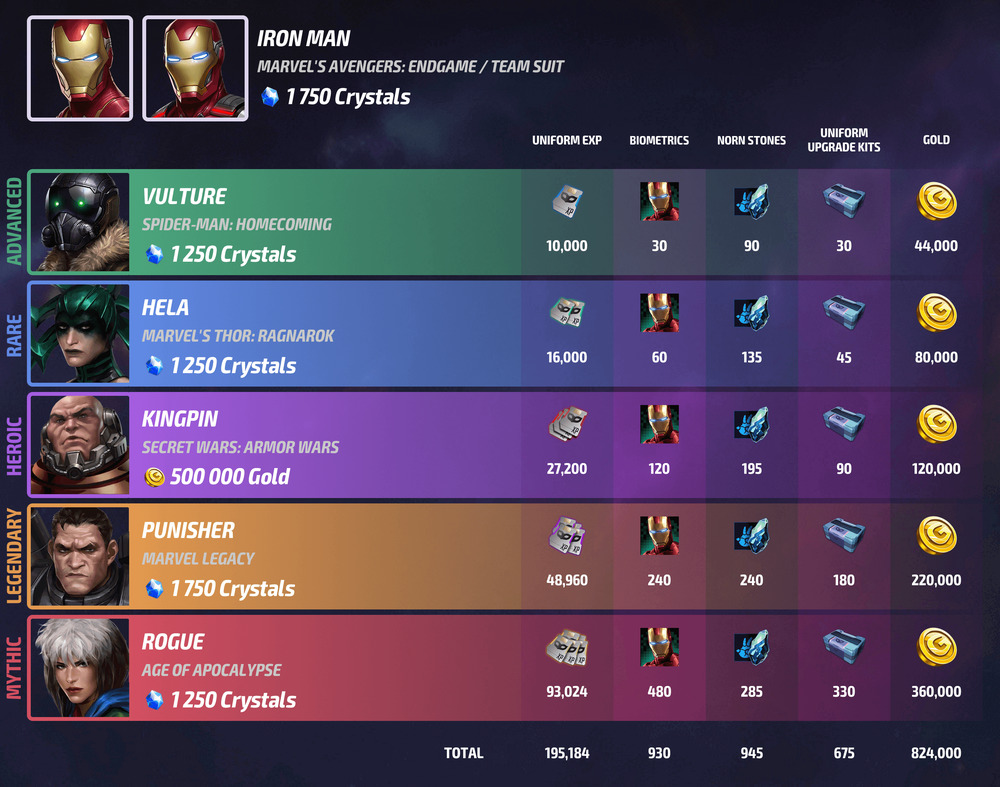 IRON MAN
MARVEL'S AVENGERS: ENDGAME / TEAM SUIT
1 750 Crystals
UNIFORM EXP
BIOMETRICS
NORN STONES
UNIFORM
UPGRADE KITS
GOLD
ADVANCED
VULTURE
SPIDER-MAN: HOMECOMING
1 250 Crystals
10,000
30
90
30
44,000
RARE
HELA
MARVEL'S THOR: RAGNAROK
1 250 Crystals
16,000
60
135
45
80,000
HEROIC
KINGPIN
SECRET WARS: ARMOR WARS
500 000 Gold
27,200
120
195
90
120,000
LEGENDARY
PUNISHER
MARVEL LEGACY
1 750 Crystals
48,960
240
240
180
220,000
MYTHIC
ROGUE
AGE OF APOCALYPSE
1 250 Crystals
93,024
480
285
330
360,000
TOTAL
195,184
930
945
675
824,000